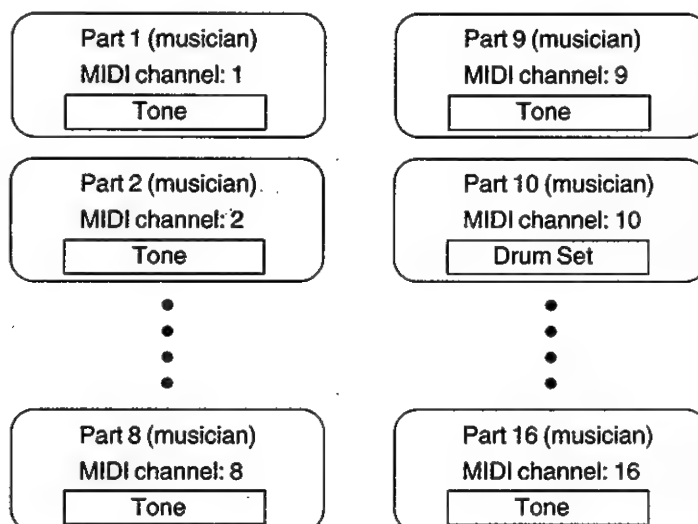 Part 1 (musician)
MIDI channel: 1
Tone
Part 2 (musician)
MIDI channel: 2
Tone
Part 8 (musician)
MIDI channel: 8
Tone
Part 9 (musician)
MIDI channel: 9
Tone
Part 10 (musician)
MIDI channel: 10
Drum Set
Part 16 (musician)
MIDI channel: 16
Tone